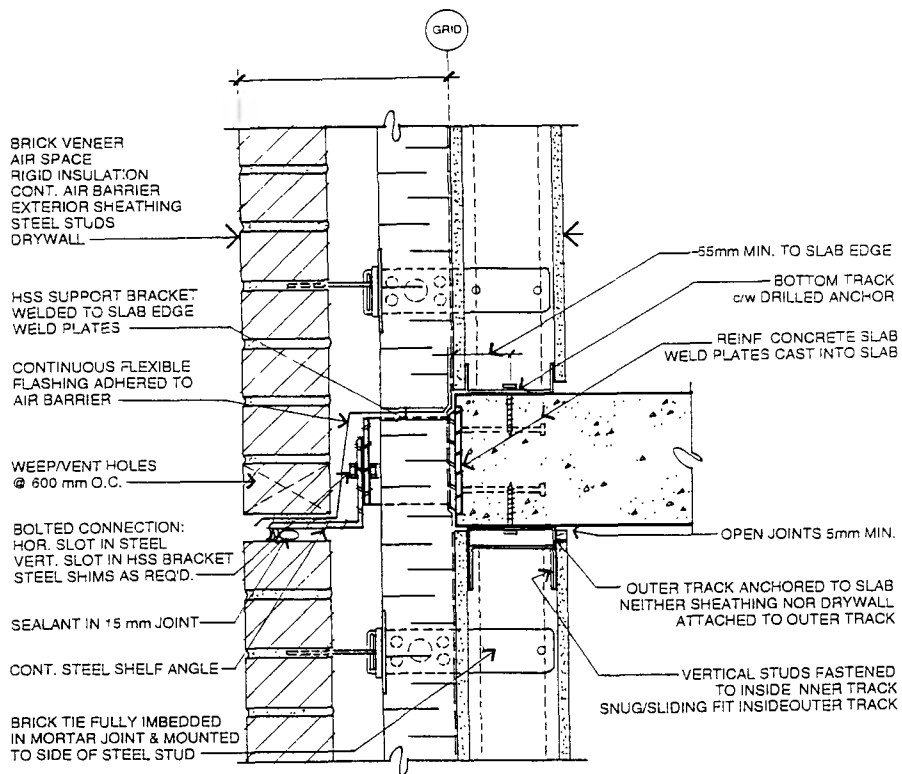 GRID
BRICK VENEER
AIR SPACE
RIGID INSULATION
CONT. AIR BARRIER
EXTERIOR SHEATHING
STEEL STUDS
DRYWALL
HSS SUPPORT BRACKET
WELDED TO SLAB EDGE
WELD PLATES
CONTINUOUS FLEXIBLE
FLASHING ADHERED TO
AIR BARRIER
WEEP/VENT HOLES
@ 600 mm O.C.
BOLTED CONNECTION:
HOR. SLOT IN STEEL
VERT. SLOT IN HSS BRACKET
STEEL SHIMS AS REQ'D.
SEALANT IN 15 mm JOINT
CONT. STEEL SHELF ANGLE
BRICK TIE FULLY IMBEDDED
IN MORTAR JOINT & MOUNTED
TO SIDE OF STEEL STUD
55mm MIN. TO SLAB EDGE
BOTTOM TRACK
c/w DRILLED ANCHOR
REINF. CONCRETE SLAB
WELD PLATES CAST INTO SLAB
OPEN JOINTS 5mm MIN.
OUTER TRACK ANCHORED TO SLAB
NEITHER SHEATHING NOR DRYWALL
ATTACHED TO OUTER TRACK
VERTICAL STUDS FASTENED
TO INSIDE NNER TRACK
SNUG/SLIDING FIT INSIDEOUTER TRACK